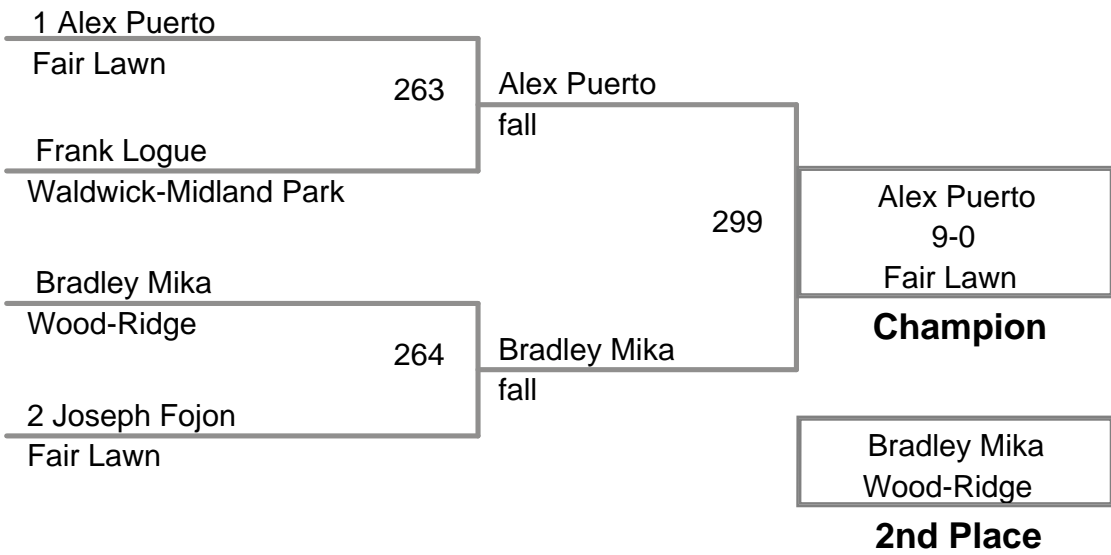 1 Alex Puerto
Fair Lawn
263
Frank Logue
Waldwick-Midland Park
Bradley Mika
Wood-Ridge
264
2 Joseph Fojon
Fair Lawn
Alex Puerto
fall
299
Bradley Mika
fall
Alex Puerto
9-0
Fair Lawn
Champion
Bradley Mika
Wood-Ridge
2nd Place